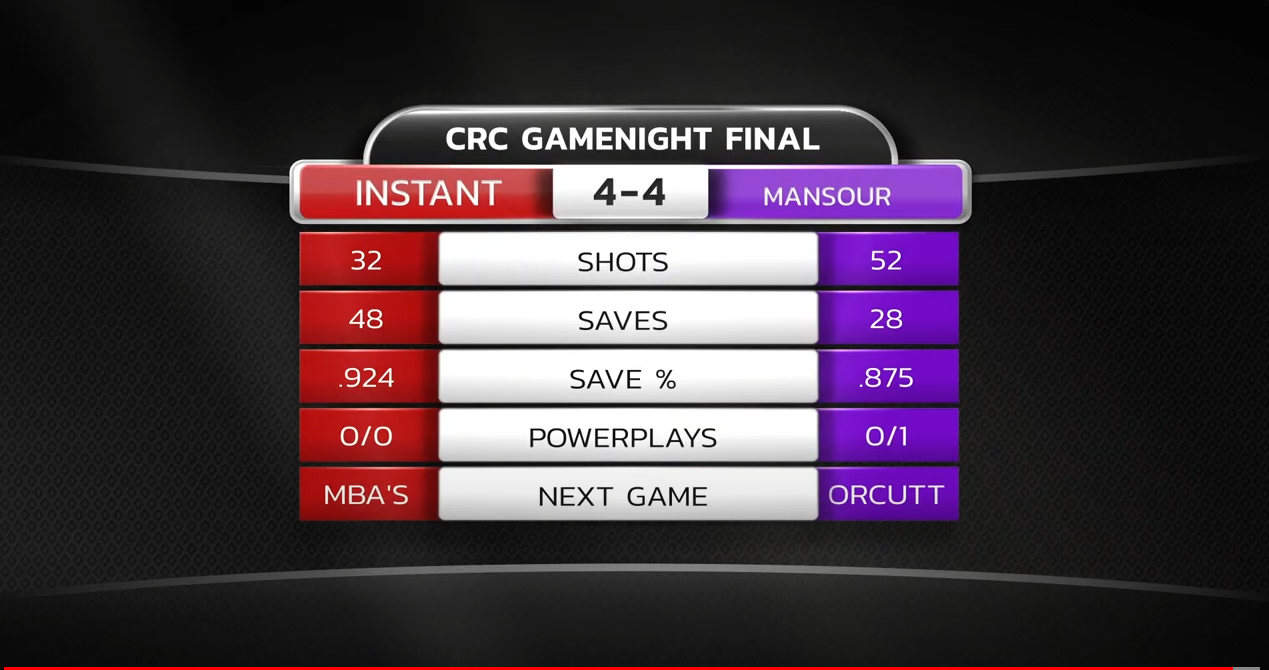 CRC GAMENIGHT FINAL
INSTANT 4-4 MANSOUR
32 SHOTS 52
48 SAVES 28
.924 SAVE % .875
0/0 POWERPLAYS 0/1
MBA'S NEXT GAME ORCUTT